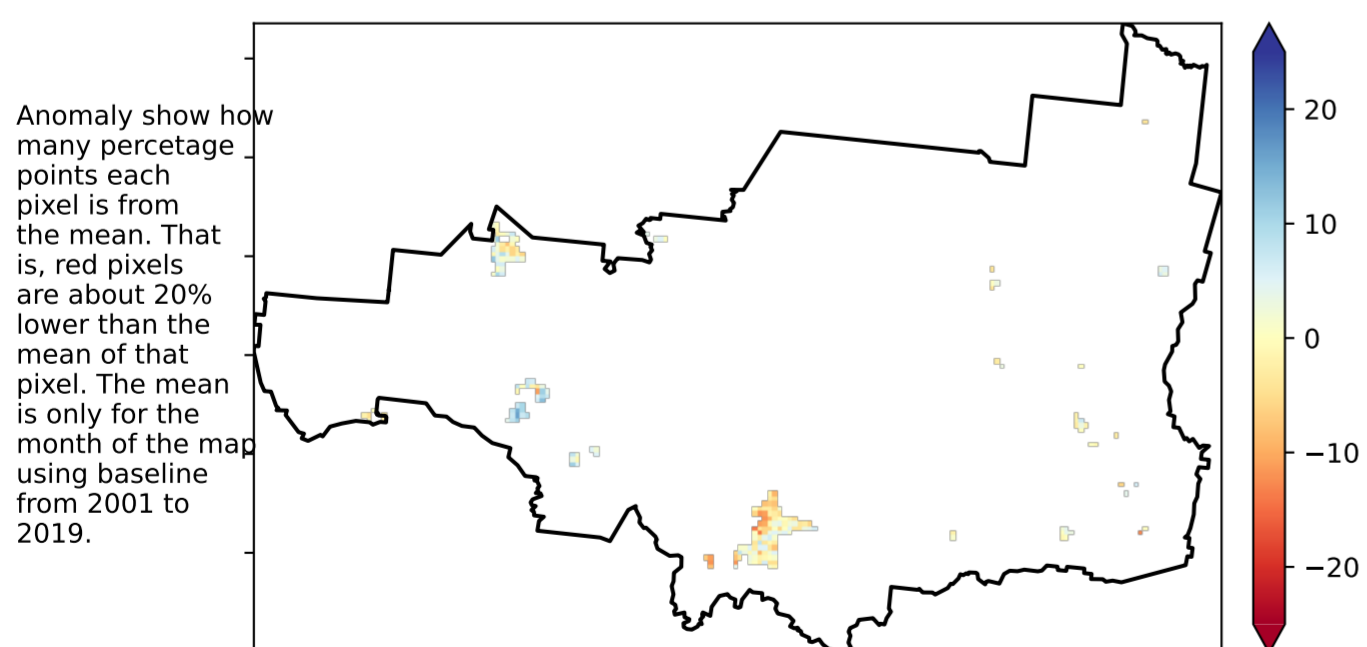 Anomaly show how
many percetage
points each
pixel is from
the mean. That
is, red pixels
are about 20%
lower than the
mean of that
pixel. The mean
is only for the
month of the map
using baseline
from 2001 to
2019.
20
10
0
−10
−20